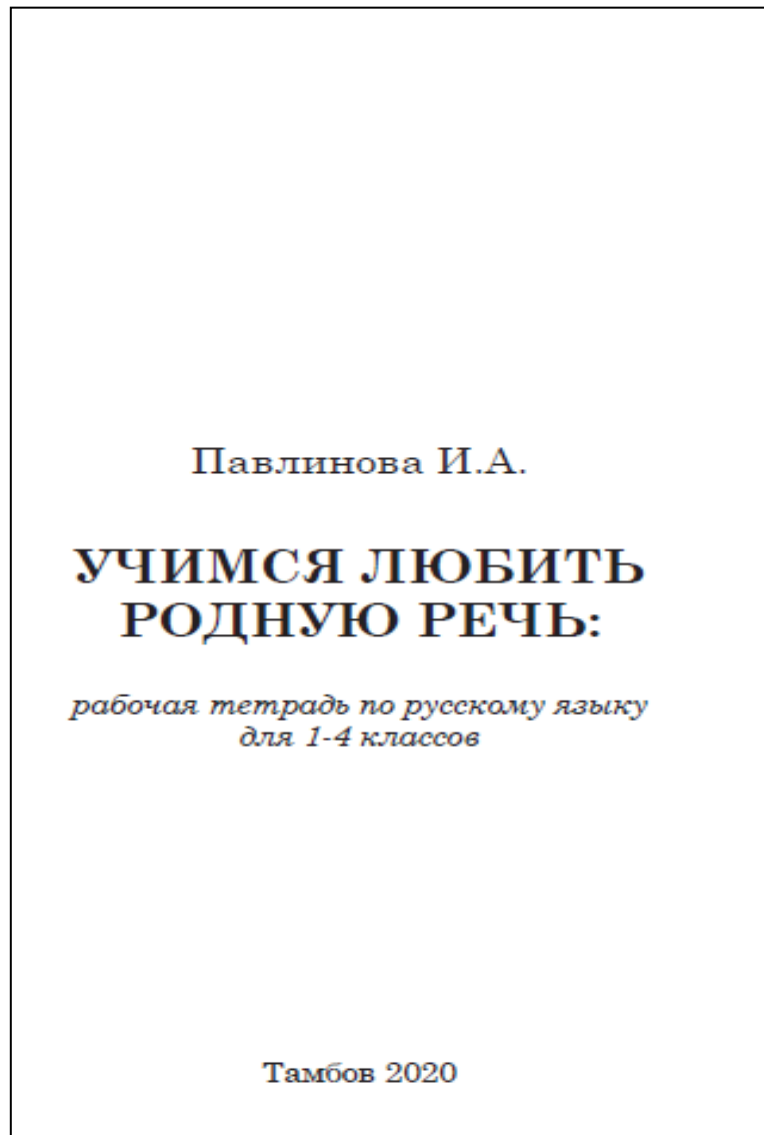 Павлинова И.А.
УЧИМСЯ ЛЮБИТЬ
РОДНУЮ РЕЧЬ:
рабочая тетрадь по русскому языку
для 1-4 классов
Тамбов 2020